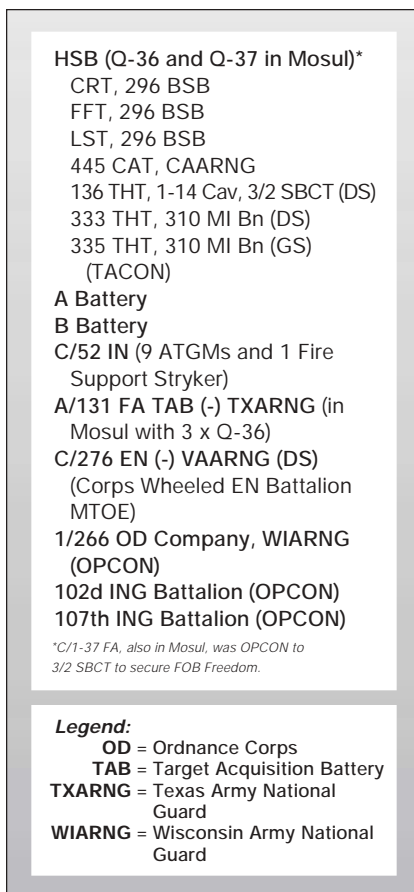 HSB (Q-36 and Q-37 in Mosul)*
CRT, 296 BSB
FFT, 296 BSB
LST, 296 BSB
445 CAT, CAARNG
136 THT, 1-14 Cav, 3/2 SBCT (DS)
333 THT, 310 MI Bn (DS)
335 THT, 310 MI Bn (GS)
(TACON)
A Battery
B Battery
C/52 IN (9 ATGMs and 1 Fire
Support Stryker)
A/131 FA TAB (-) TXARNG (in
Mosul with 3 x Q-36)
C/276 EN (-) VAARNG (DS)
(Corps Wheeled EN Battalion
MTOE)
1/266 OD Company, WIARNG
(OPCON)
102d ING Battalion (OPCON)
107th ING Battalion (OPCON)
*C/1-37 FA, also in Mosul, was OPCON to
3/2 SBCT to secure FOB Freedom.
Legend:
OD = Ordnance Corps
TAB = Target Acquisition Battery
TXARNG = Texas Army National
Guard
WIARNG = Wisconsin Army National
Guard